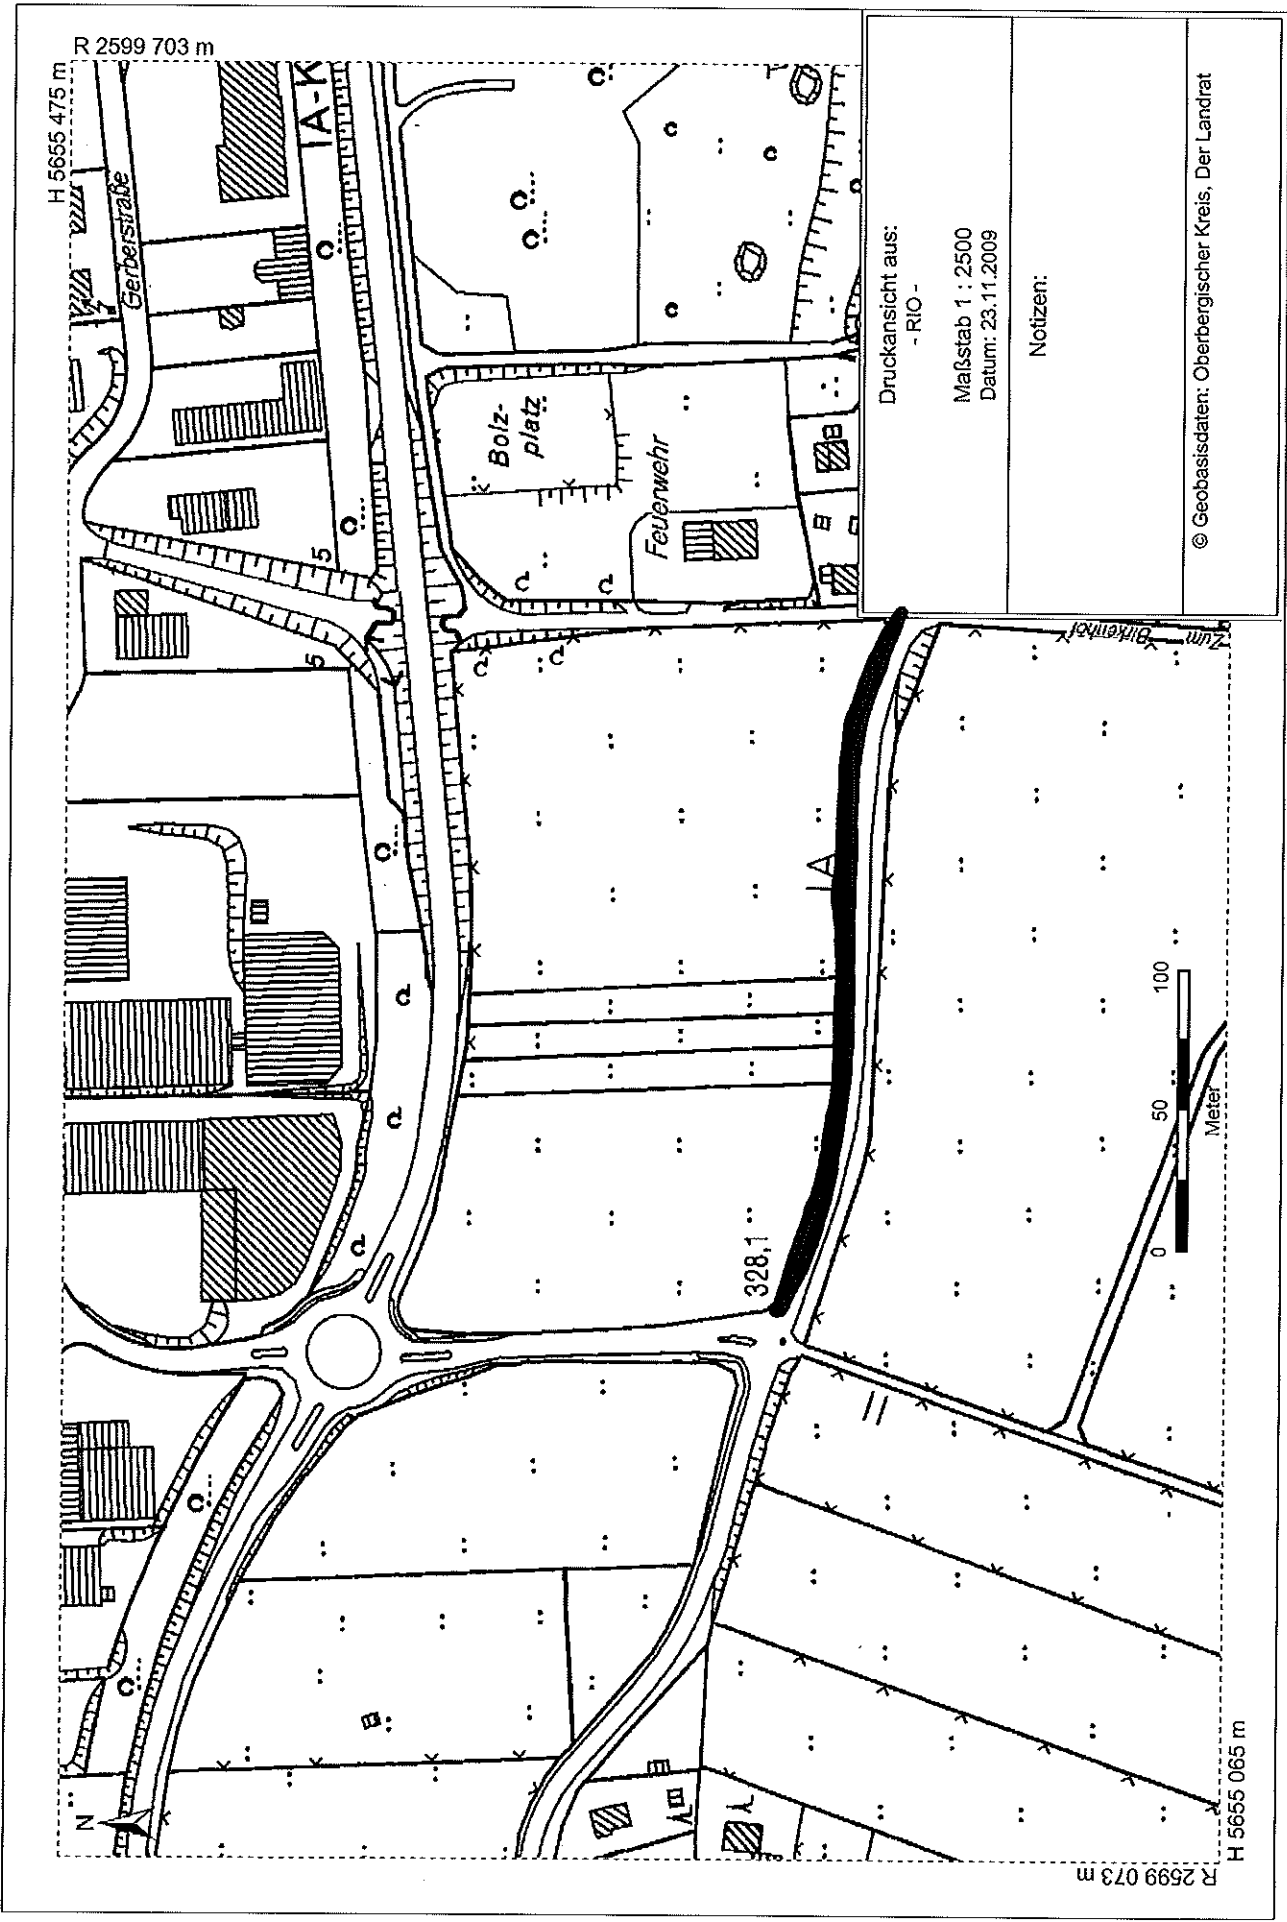 R 2599 703 m
H 5655 475 m
Gerberstraße
IA-K
5
5
Bolz-
platz
Feuerwehr
IA
328,1
Zum
Birkenhof
N
0
50
100
Meter
R 2599 073 m
H 5655 065 m
Druckansicht aus:
- RIO -
Maßstab 1 : 2500
Datum: 23.11.2009
Notizen:
© Geobasisdaten: Oberbergischer Kreis, Der Landrat